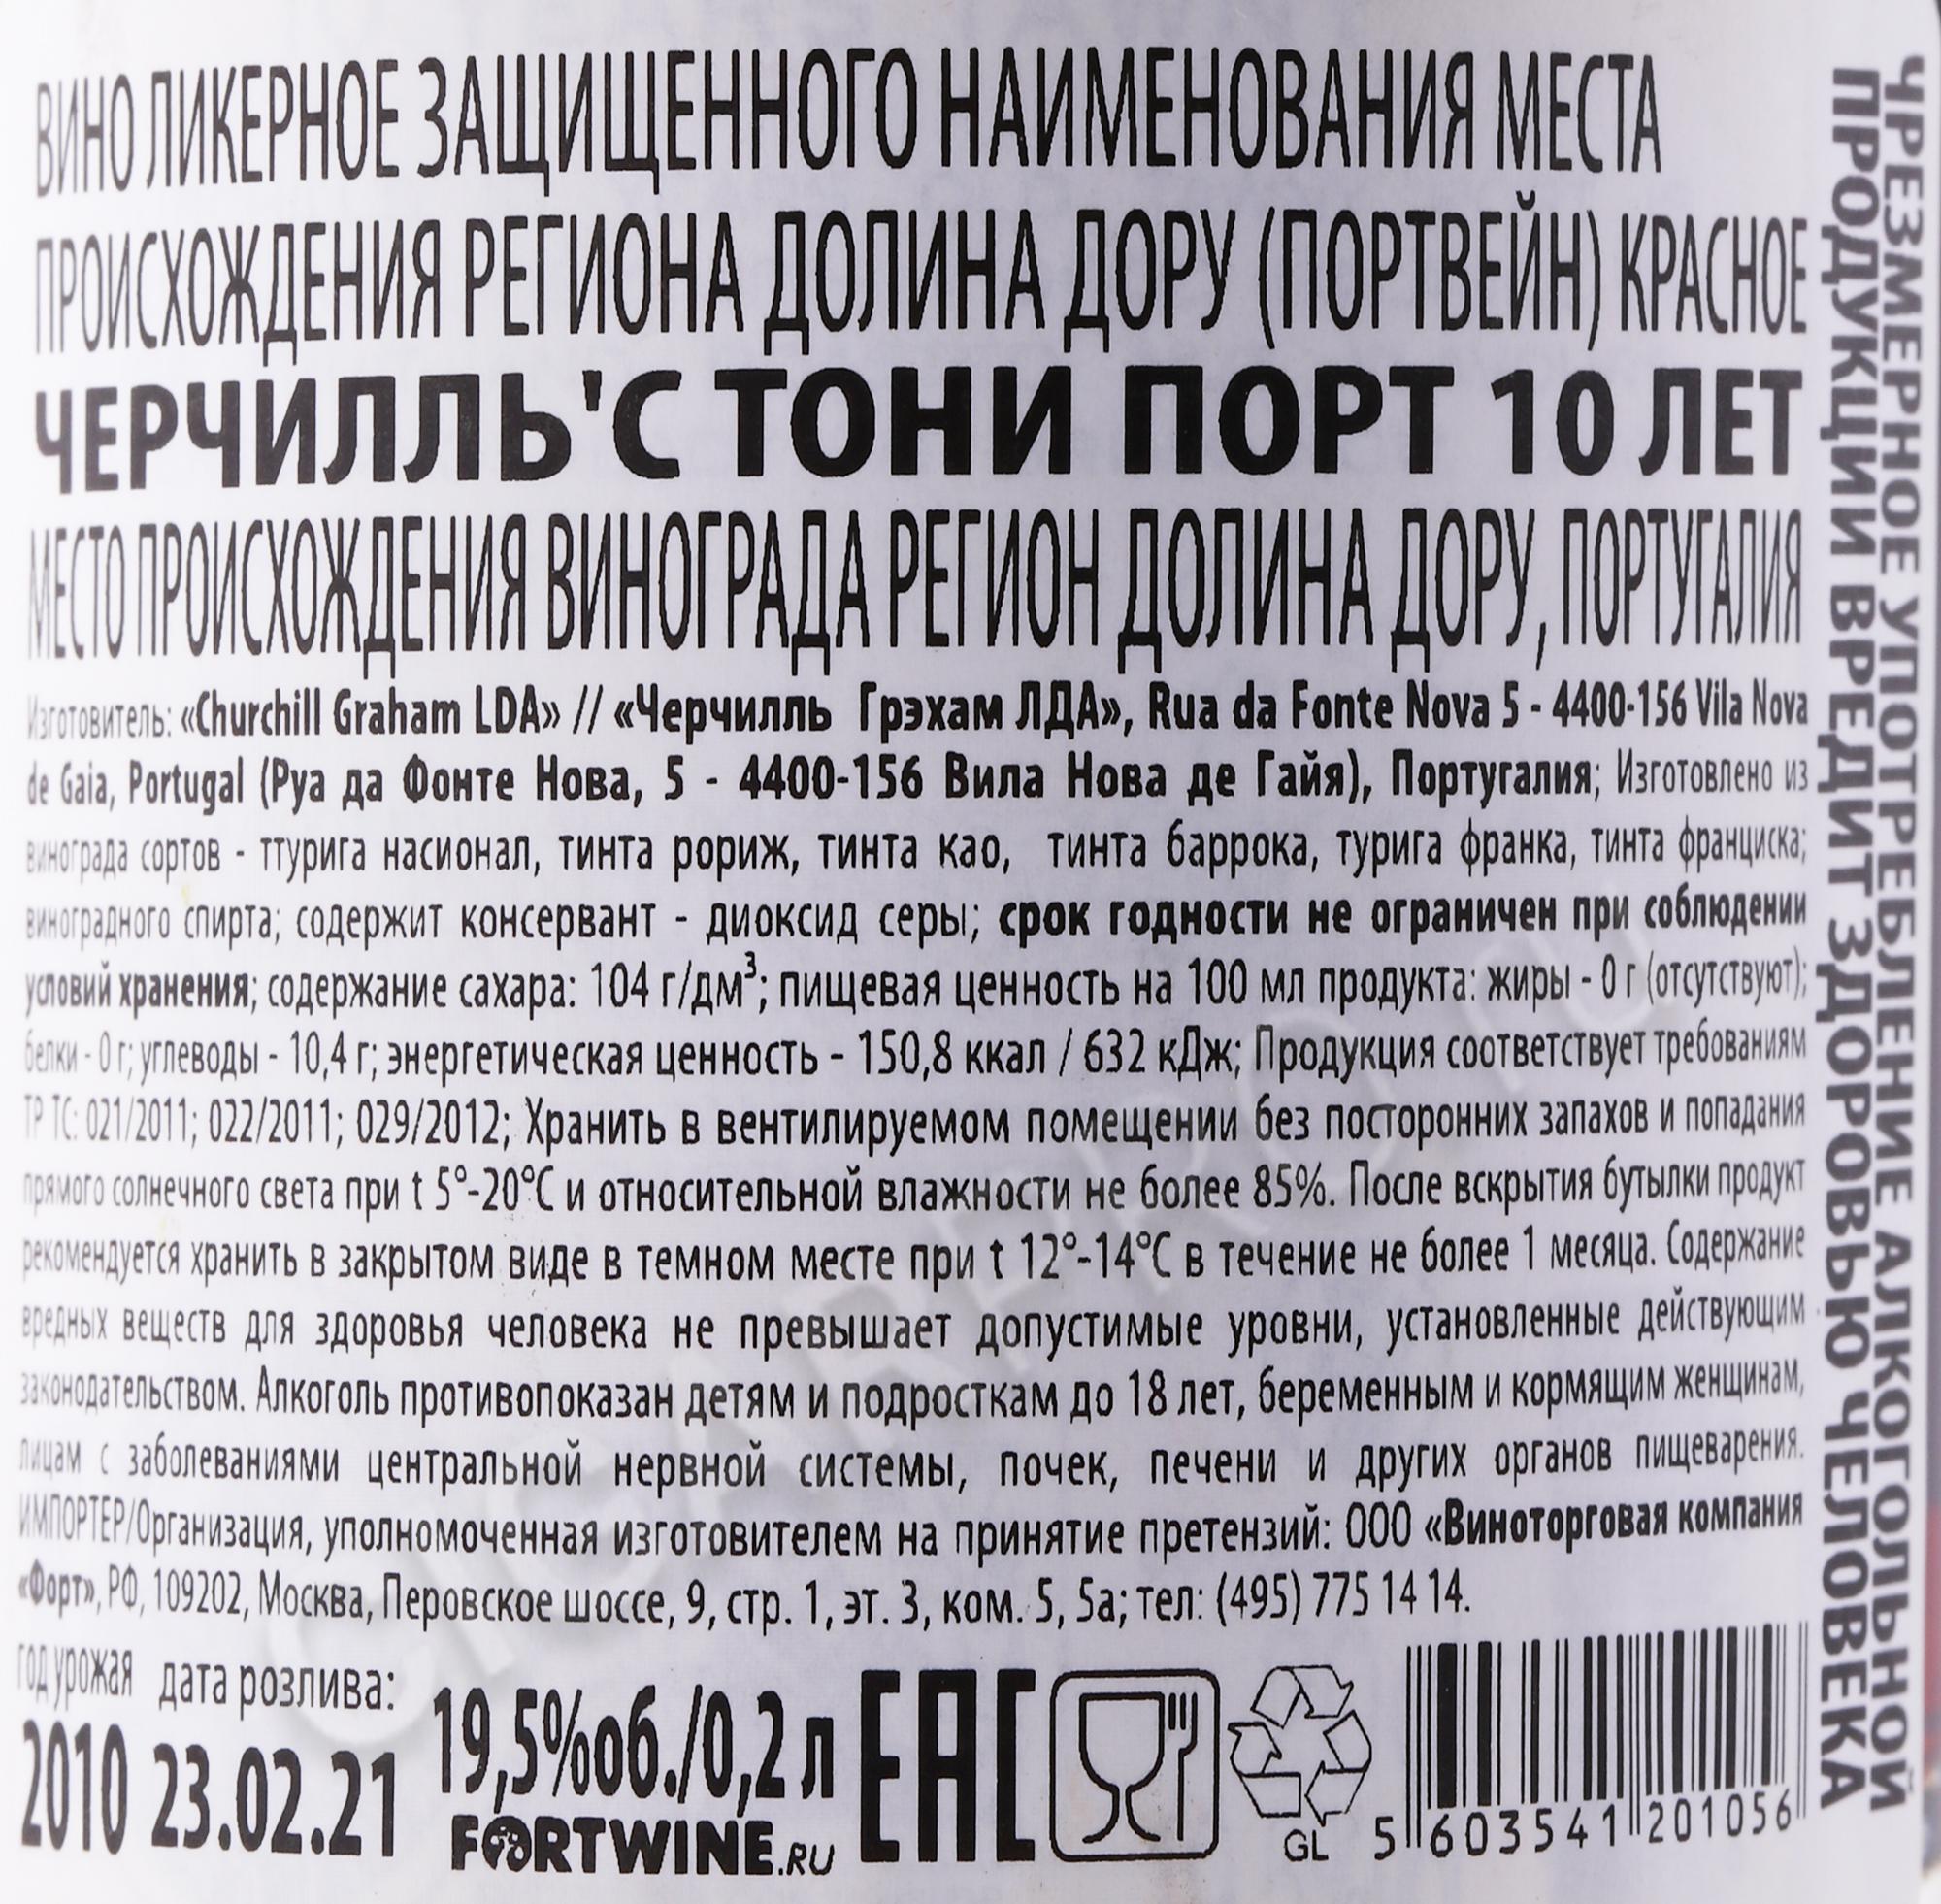 ВИНО ЛИКЕРНОЕ ЗАЩИЩЕННОГО НАИМЕНОВАНИЯ МЕСТА
ПРОИСХОЖДЕНИЯ РЕГИОНА ДОЛИНА ДОРУ (ПОРТВЕЙН) КРАСНОЕ
ЧЕРЧИЛЛЬ'С ТОНИ ПОРТ 10 ЛЕТ
МЕСТО ПРОИСХОЖДЕНИЯ ВИНОГРАДА РЕГИОН ДОЛИНА ДОРУ, ПОРТУГАЛИЯ
Изготовитель: «Churchill Graham LDA» // «Черчилль Грэхам ЛДА», Rua da Fonte Nova 5 - 4400-156 Vila Nova
de Gaia, Portugal (Руа да Фонте Нова, 5 - 4400-156 Вила Нова де Гайя), Португалия; Изготовлено из
винограда сортов - ттурига насионал, тинта рориж, тинта као, тинта баррока, турига франка, тинта франциска;
виноградного спирта; содержит консервант - диоксид серы; срок годности не ограничен при соблюдении
условий хранения; содержание сахара: 104 г/дм³; пищевая ценность на 100 мл продукта: жиры - 0 г (отсутствуют);
белки - 0 г; углеводы - 10,4 г; энергетическая ценность - 150,8 ккал / 632 кДж; Продукция соответствует требованиям
ТР ТС: 021/2011; 022/2011; 029/2012; Хранить в вентилируемом помещении без посторонних запахов и попадания
прямого солнечного света при t 5°-20°C и относительной влажности не более 85%. После вскрытия бутылки продукт
рекомендуется хранить в закрытом виде в темном месте при t 12°-14°C в течение не более 1 месяца. Содержание
вредных веществ для здоровья человека не превышает допустимые уровни, установленные действующим
законодательством. Алкоголь противопоказан детям и подросткам до 18 лет, беременным и кормящим женщинам,
лицам с заболеваниями центральной нервной системы, почек, печени и других органов пищеварения.
ИМПОРТЕР/Организация, уполномоченная изготовителем на принятие претензий: ООО «Виноторговая компания
«Форт», РФ, 109202, Москва, Перовское шоссе, 9, стр. 1, эт. 3, ком. 5, 5а; тел: (495) 775 14 14.
год урожая дата розлива:
2010 23.02.21
19,5%об./0,2 л
FORTWINE.RU
EAC
GL
5 603541 201056
ЧРЕЗМЕРНОЕ УПОТРЕБЛЕНИЕ АЛКОГОЛЬНОЙ
ПРОДУКЦИИ ВРЕДИТ ЗДОРОВЬЮ ЧЕЛОВЕКА
CIGARPRO.ru